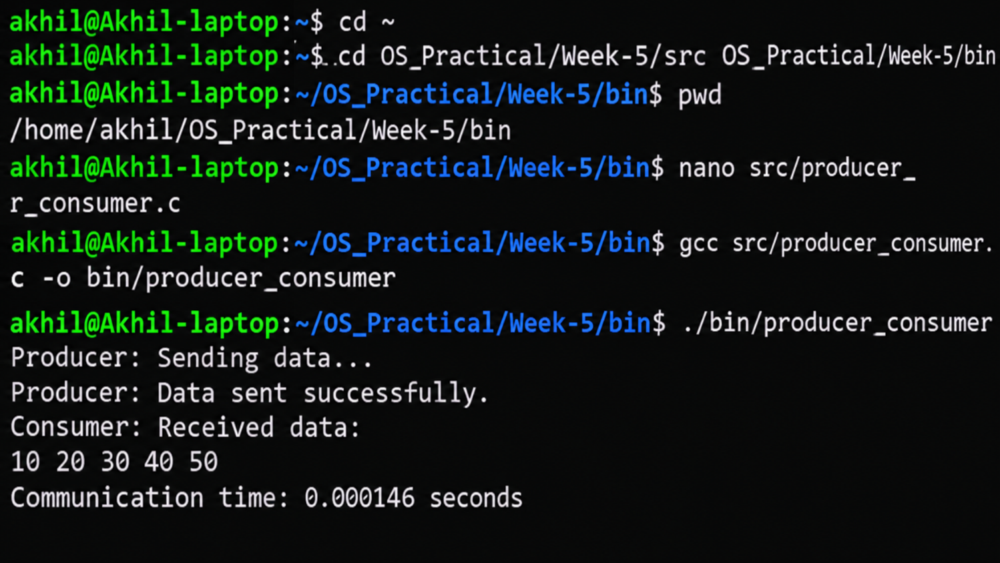 akhil@Akhil-laptop:~$ cd ~
akhil@Akhil-laptop:~$..cd OS_Practical/Week-5/src OS_Practical/Week-5/bin
akhil@Akhil-laptop:~/OS_Practical/Week-5/bin$ pwd
/home/akhil/OS_Practical/Week-5/bin
akhil@Akhil-laptop:~/OS_Practical/Week-5/bin$ nano src/producer_
r_consumer.c
akhil@Akhil-laptop:~/OS_Practical/Week-5/bin$ gcc src/producer_consumer.
c -o bin/producer_consumer
akhil@Akhil-laptop:~/OS_Practical/Week-5/bin$ ./bin/producer_consumer
Producer: Sending data...
Producer: Data sent successfully.
Consumer: Received data:
10 20 30 40 50
Communication time: 0.000146 seconds